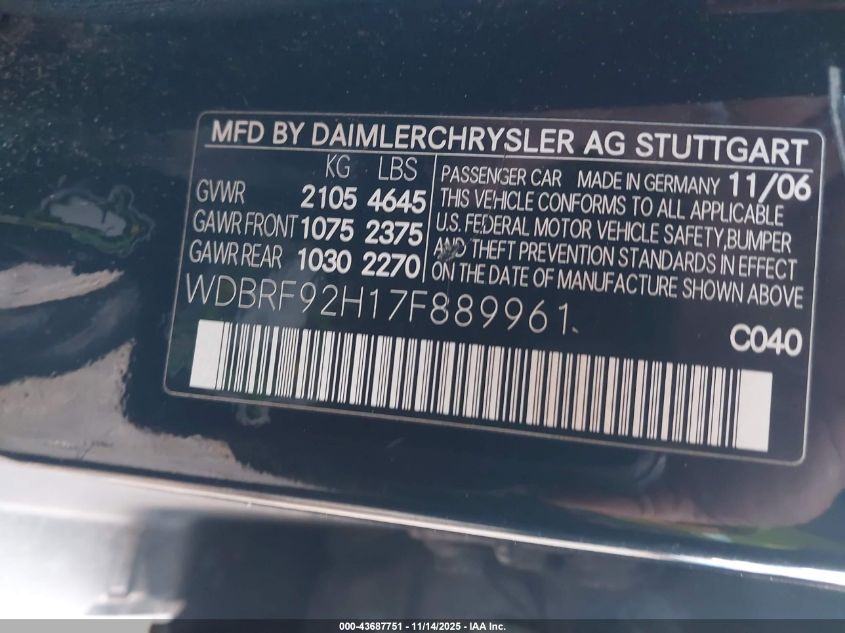 MFD BY DAIMLERCHRYSLER AG STUTTGART
KG LBS
GVWR 2105 4645
GAWR FRONT 1075 2375
GAWR REAR 1030 2270
PASSENGER CAR MADE IN GERMANY 11/06
THIS VEHICLE CONFORMS TO ALL APPLICABLE
U.S. FEDERAL MOTOR VEHICLE SAFETY, BUMPER
AND THEFT PREVENTION STANDARDS IN EFFECT
ON THE DATE OF MANUFACTURE SHOWN ABOVE
WDBRF92H17F889961
C040
000-43687751 - 11/14/2025 - IAA Inc.